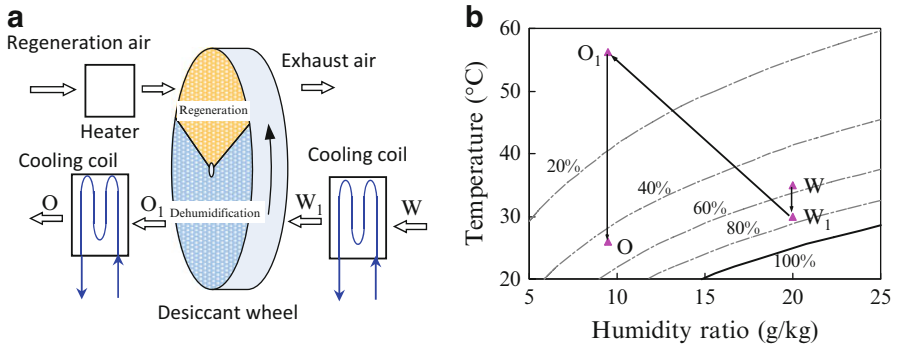 a
Regeneration air
Heater
Exhaust air
Regeneration
Cooling coil
Cooling coil
O
O1
Dehumidification
W1
W
Desiccant wheel
b
Temperature (°C)
60
50
40
30
20
O1
20%
40%
60%
80%
100%
W
W1
O
5
10
15
20
25
Humidity ratio (g/kg)